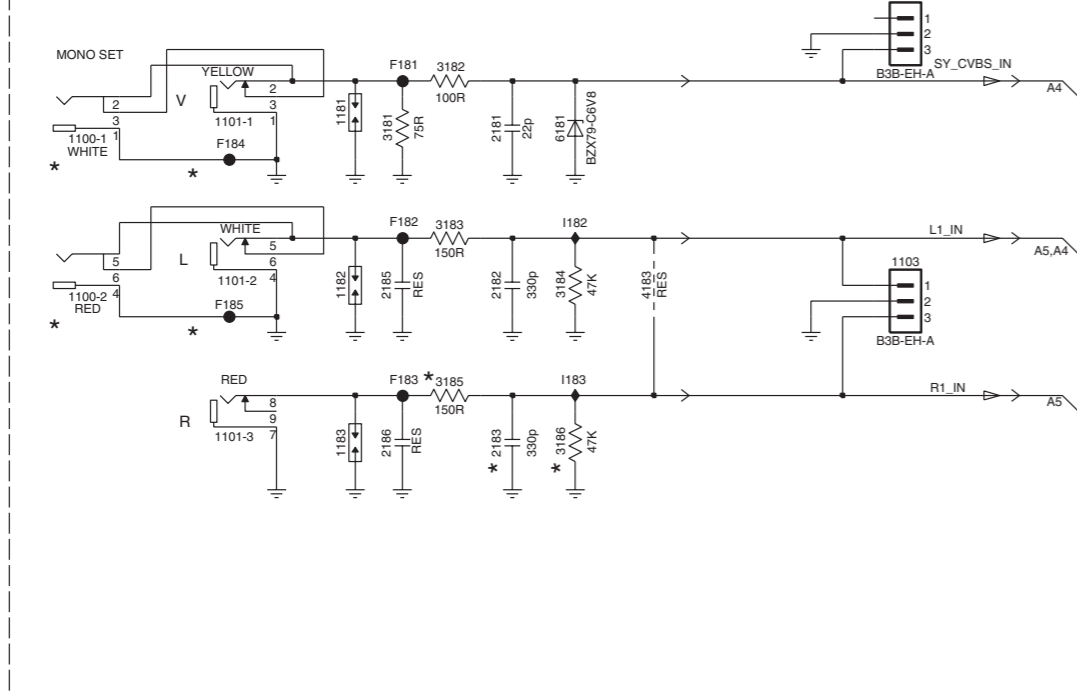 1
2
3
B3B-EH-A
SY_CVBS_IN
A4
MONO SET
YELLOW
V
2
3
1
1101-1
2
3
1
1100-1
WHITE
*
F184
*
1181
F181
3181
75R
3182
100R
2181
22p
6181
BZX79-C6V8
WHITE
L
5
6
4
1101-2
5
6
4
1100-2
RED
*
F185
*
1182
F182
2185
RES
3183
150R
2182
330p
I182
3184
47K
4183
RES
L1_IN
A5,A4
1103
1
2
3
B3B-EH-A
RED
R
8
9
7
1101-3
1183
F183
2186
RES
*
3185
150R
2183
330p
*
I183
3186
47K
*
R1_IN
A5